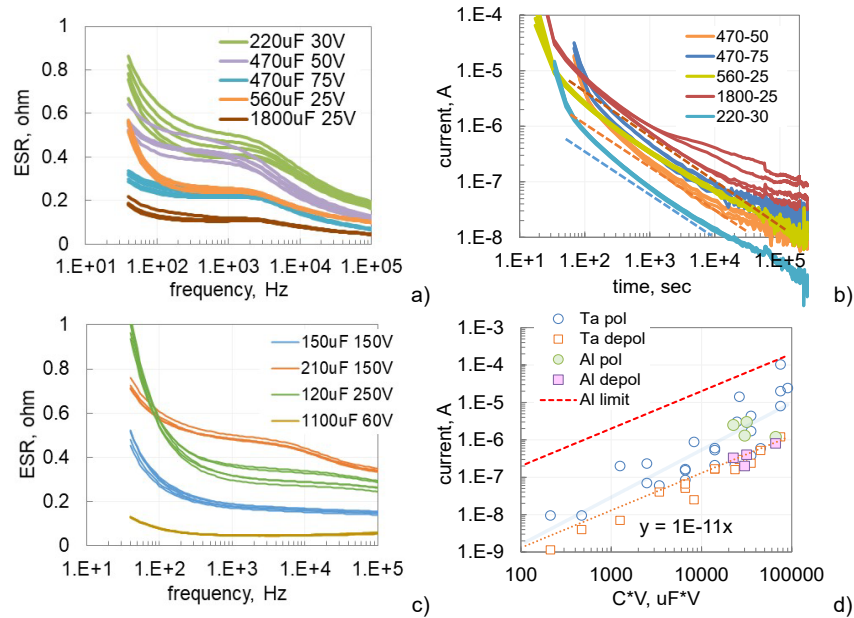 1
0.8
0.6
0.4
0.2
0
ESR, ohm
220uF 30V
470uF 50V
470uF 75V
560uF 25V
1800uF 25V
1.E+01 1.E+02 1.E+03 1.E+04 1.E+05
frequency, Hz
a)
1.E-4
1.E-5
1.E-6
1.E-7
1.E-8
current, A
470-50
470-75
560-25
1800-25
220-30
1.E+1 1.E+2 1.E+3 1.E+4 1.E+5
time, sec
b)
1
0.8
0.6
0.4
0.2
0
ESR, ohm
150uF 150V
210uF 150V
120uF 250V
1100uF 60V
1.E+01 1.E+02 1.E+03 1.E+04 1.E+05
frequency, Hz
c)
Ta pol
Ta depol
Al pol
Al depol
Al limit
1.E-3
1.E-4
1.E-5
1.E-6
1.E-7
1.E-8
1.E-9
current, A
y = 1E-11x
100 1000 10000 100000
C*V, uF*V
d)